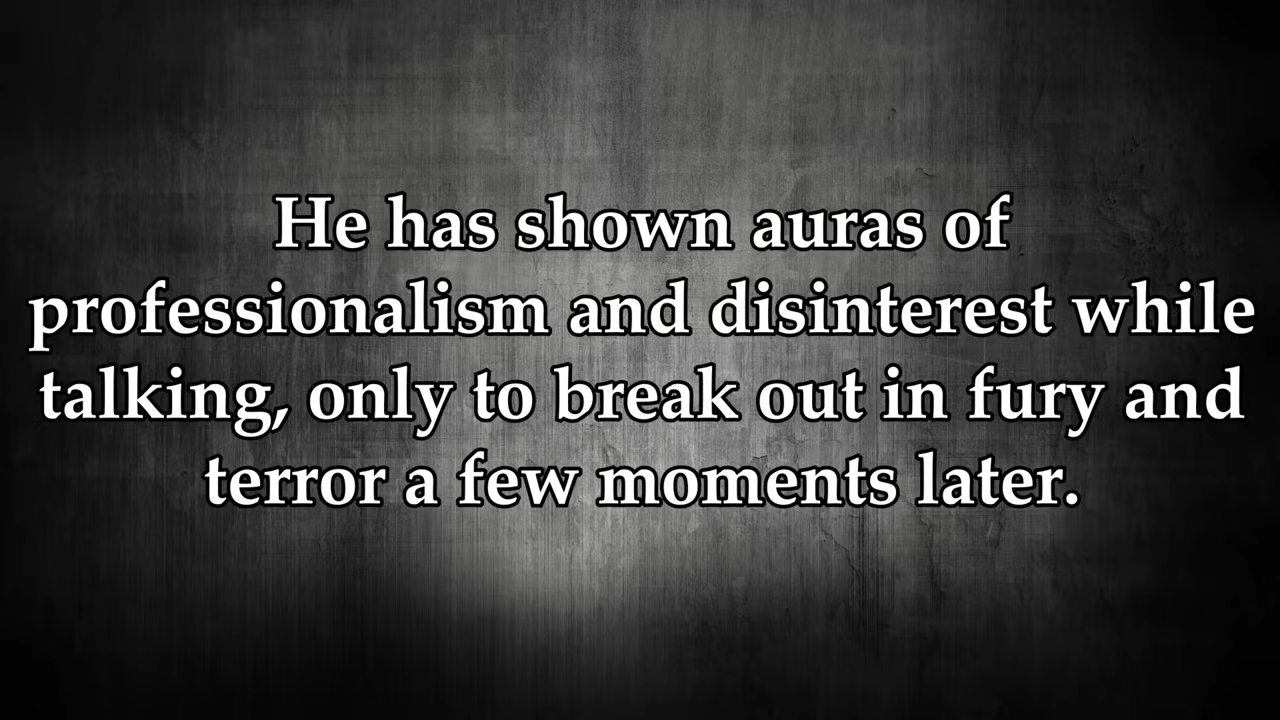 He has shown auras of
professionalism and disinterest while
talking, only to break out in fury and
terror a few moments later.